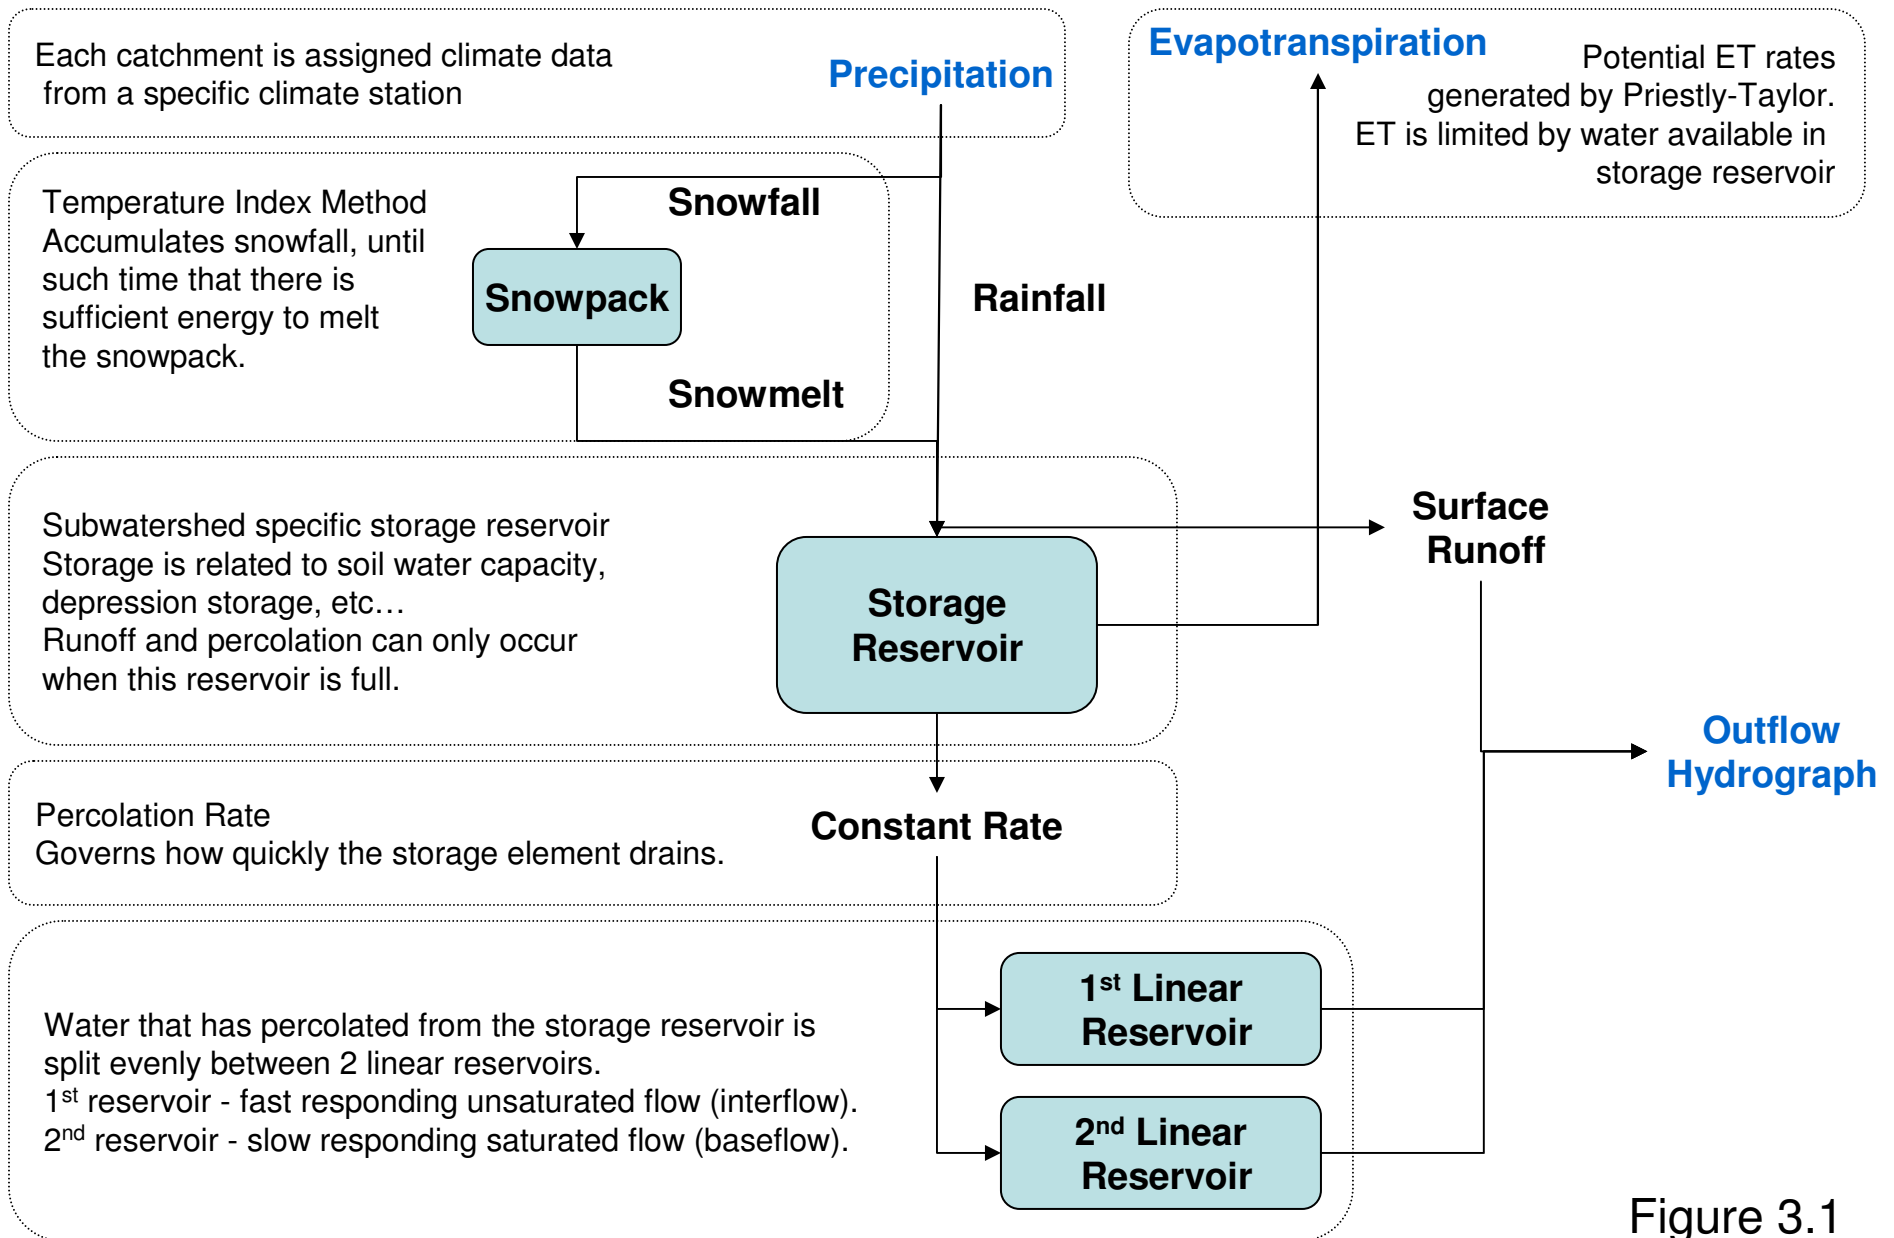 Each catchment is assigned climate data
from a specific climate station
Precipitation
Evapotranspiration
Potential ET rates
generated by Priestly-Taylor.
ET is limited by water available in
storage reservoir
Temperature Index Method
Accumulates snowfall, until
such time that there is
sufficient energy to melt
the snowpack.
Snowfall
Snowpack
Rainfall
Snowmelt
Subwatershed specific storage reservoir
Storage is related to soil water capacity,
depression storage, etc…
Runoff and percolation can only occur
when this reservoir is full.
Storage
Reservoir
Surface
Runoff
Outflow
Hydrograph
Percolation Rate
Governs how quickly the storage element drains.
Constant Rate
Water that has percolated from the storage reservoir is
split evenly between 2 linear reservoirs.
1st reservoir - fast responding unsaturated flow (interflow).
2nd reservoir - slow responding saturated flow (baseflow).
1st Linear
Reservoir
2nd Linear
Reservoir
Figure 3.1